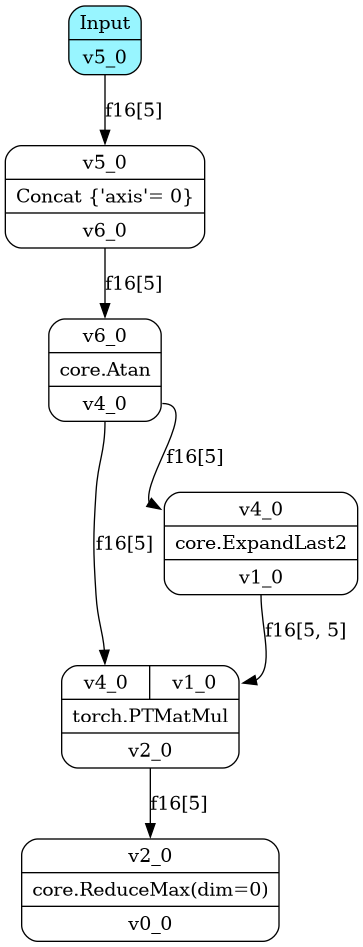 Input
v5_0
f16[5]
v5_0
Concat {'axis'= 0}
v6_0
f16[5]
v6_0
core.Atan
v4_0
f16[5]
v4_0
core.ExpandLast2
v1_0
f16[5]
f16[5, 5]
v4_0 v1_0
torch.PTMatMul
v2_0
f16[5]
v2_0
core.ReduceMax(dim=0)
v0_0